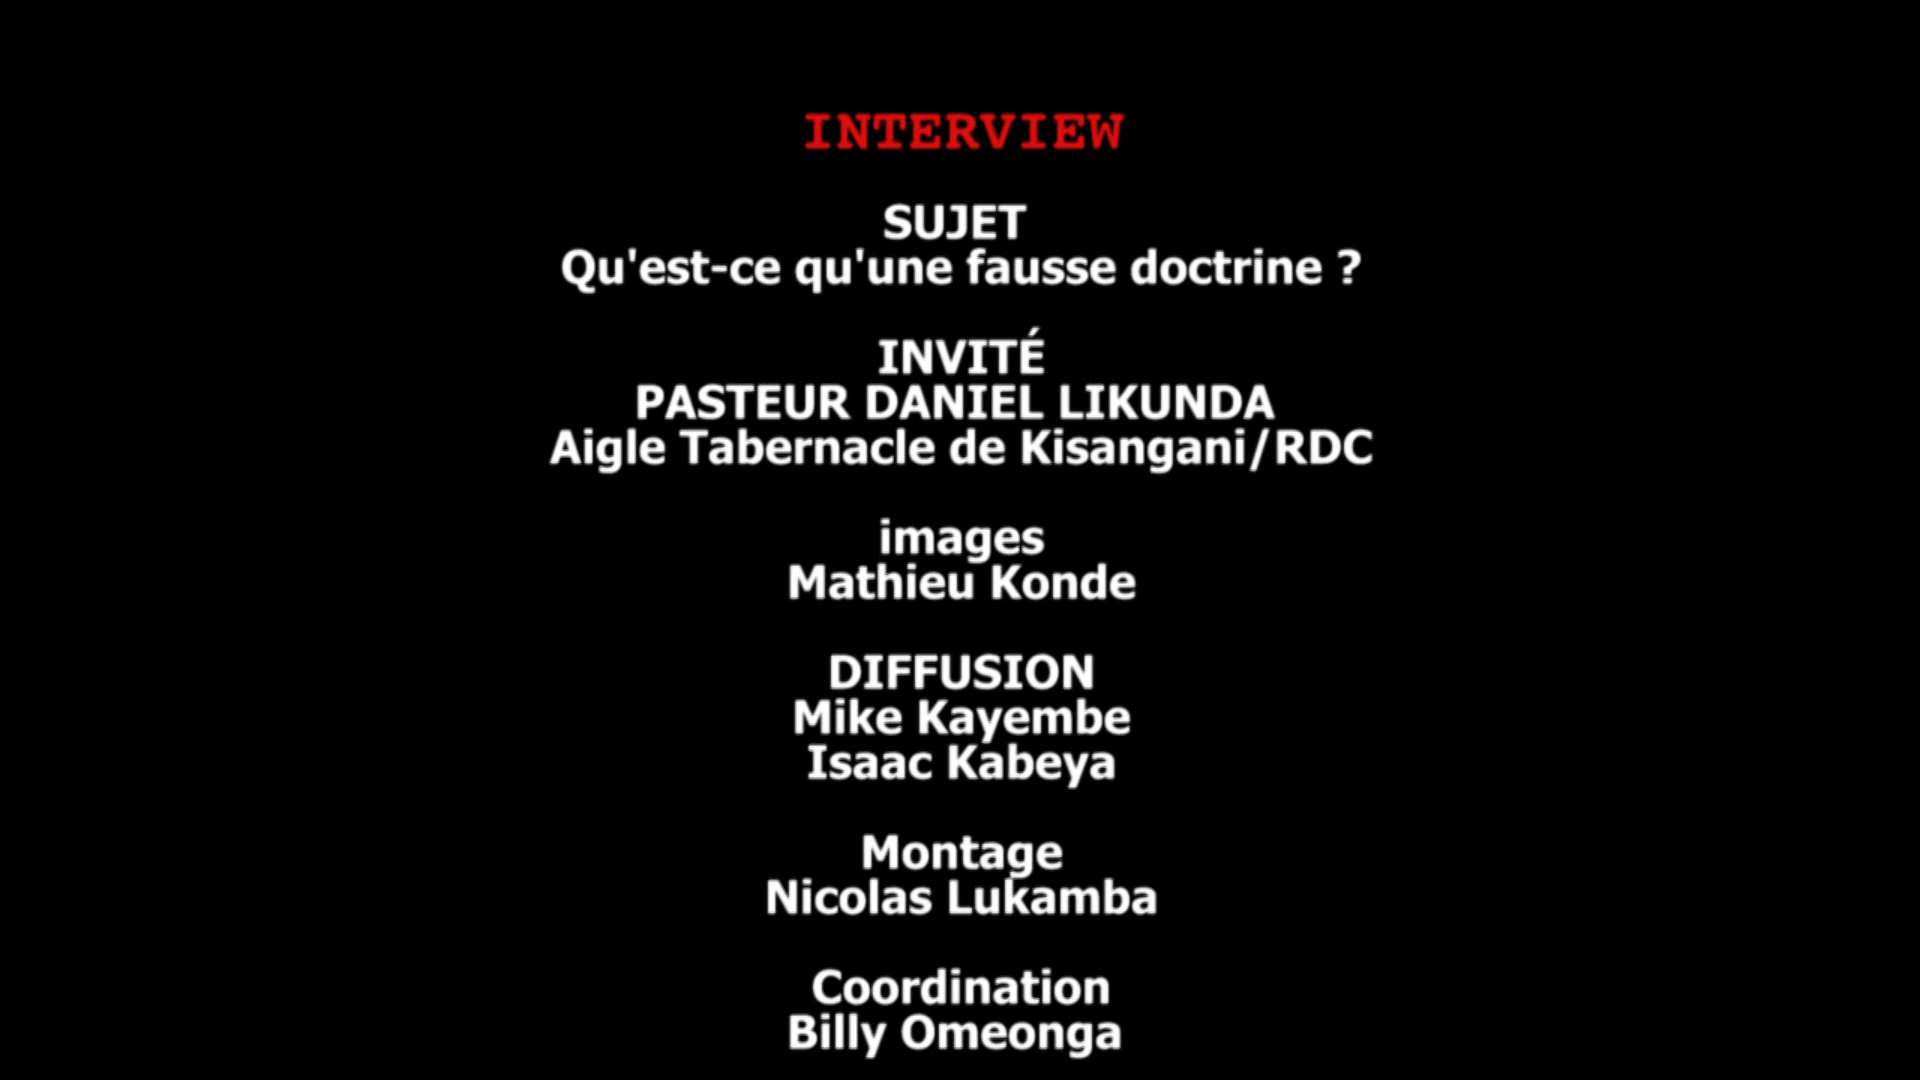 INTERVIEW
SUJET
Qu'est-ce qu'une fausse doctrine ?
INVITÉ
PASTEUR DANIEL LIKUNDA
Aigle Tabernacle de Kisangani/RDC
images
Mathieu Konde
DIFFUSION
Mike Kayembe
Isaac Kabeya
Montage
Nicolas Lukamba
Coordination
Billy Omeonga